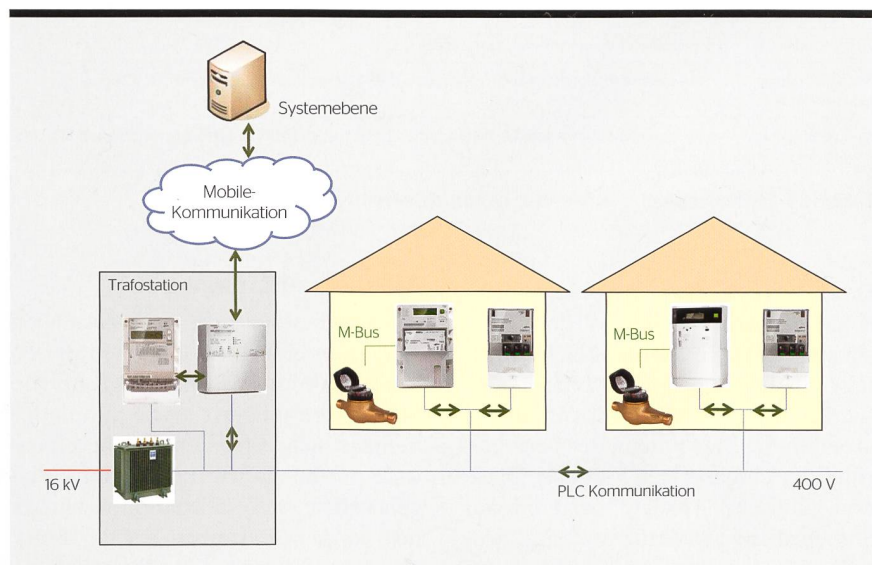 Systemebene
Mobile-
Kommunikation
Trafostation
M-Bus
M-Bus
16 kV
PLC Kommunikation
400 V